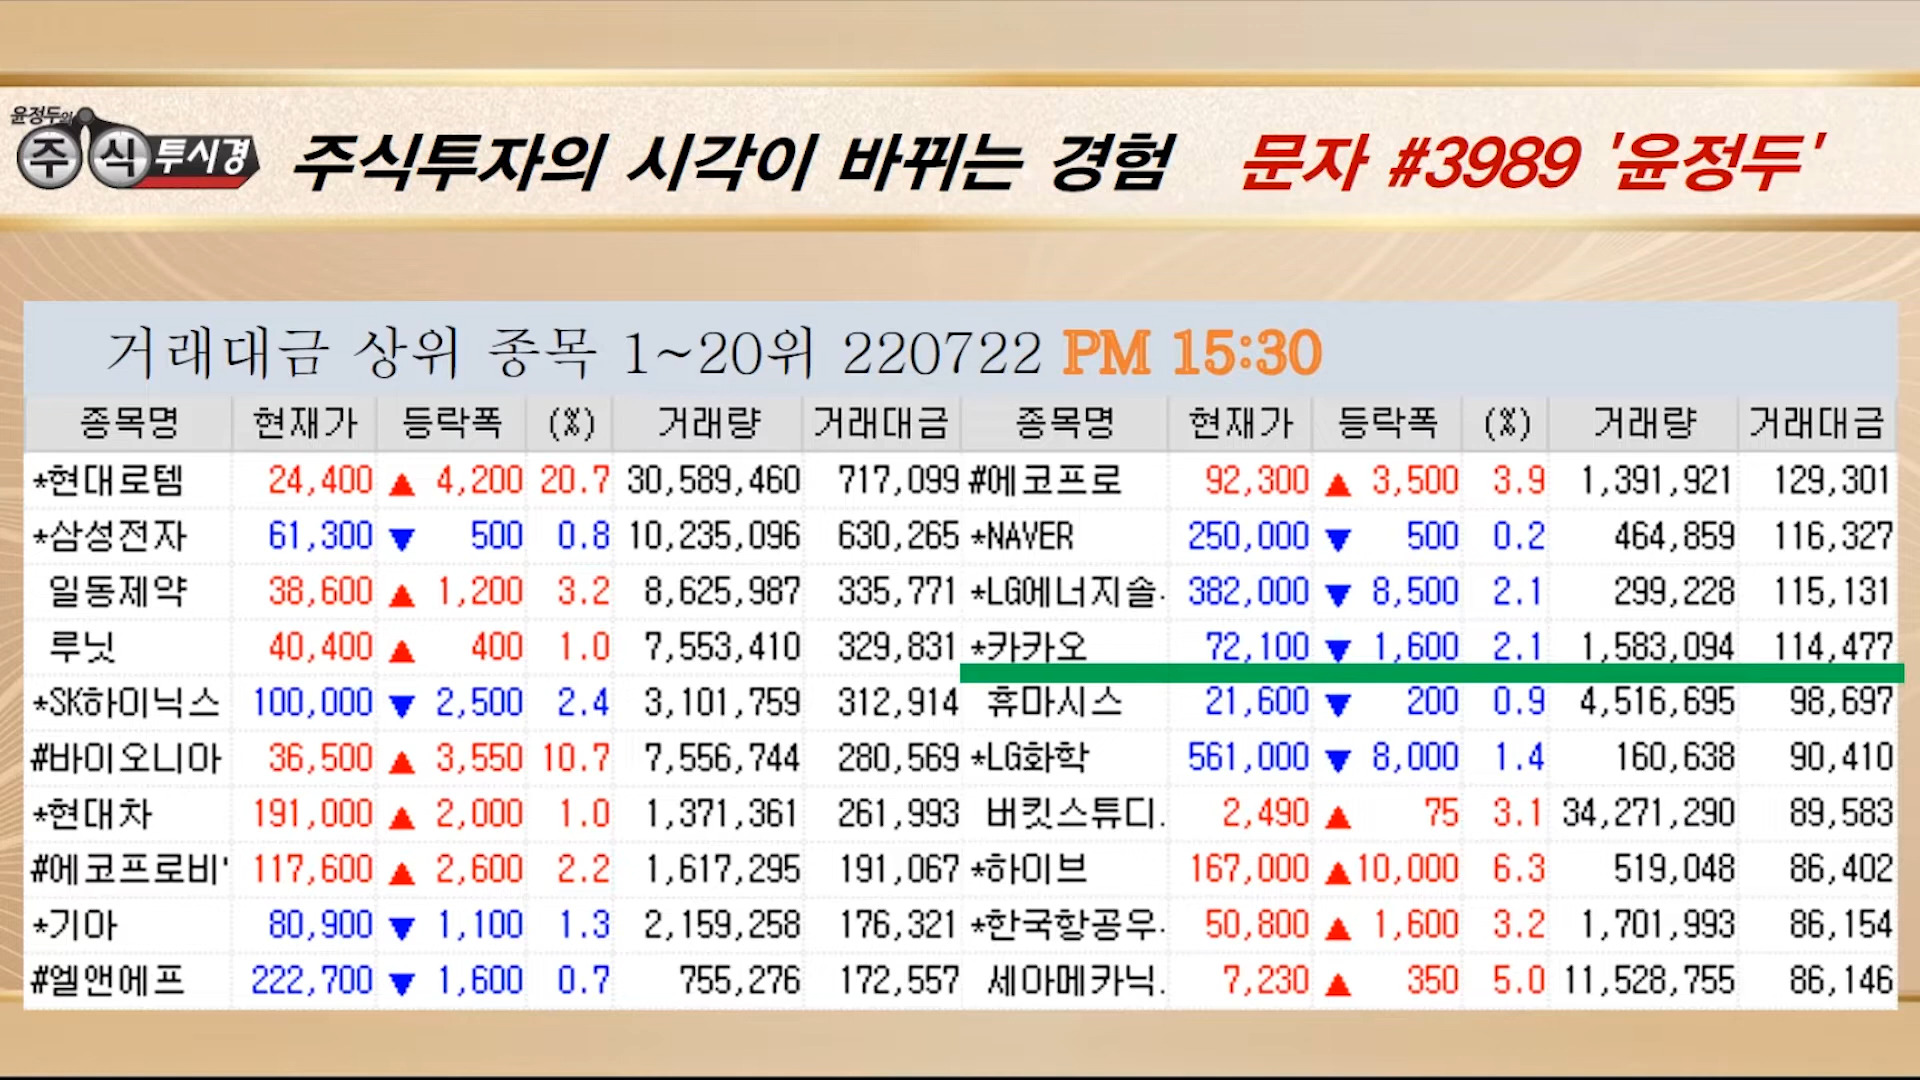 윤정두의
주식투시경
주식투자의 시각이 바뀌는 경험 문자 #3989 '윤정두'
거래대금 상위 종목 1~20위 220722 PM 15:30
종목명 현재가 등락폭 (%) 거래량 거래대금 종목명 현재가 등락폭 (%) 거래량 거래대금
*현대로템 24,400 ▲ 4,200 20.7 30,589,460 717,099 #에코프로 92,300 ▲ 3,500 3.9 1,391,921 129,301
*삼성전자 61,300 ▼ 500 0.8 10,235,096 630,265 *NAVER 250,000 ▼ 500 0.2 464,859 116,327
일동제약 38,600 ▲ 1,200 3.2 8,625,987 335,771 *LG에너지솔 382,000 ▼ 8,500 2.1 299,228 115,131
루닛 40,400 ▲ 400 1.0 7,553,410 329,831 *카카오 72,100 ▼ 1,600 2.1 1,583,094 114,477
*SK하이닉스 100,000 ▼ 2,500 2.4 3,101,759 312,914 휴마시스 21,600 ▼ 200 0.9 4,516,695 98,697
#바이오니아 36,500 ▲ 3,550 10.7 7,556,744 280,569 *LG화학 561,000 ▼ 8,000 1.4 160,638 90,410
*현대차 191,000 ▲ 2,000 1.0 1,371,361 261,993 버킷스튜디. 2,490 ▲ 75 3.1 34,271,290 89,583
#에코프로비 117,600 ▲ 2,600 2.2 1,617,295 191,067 *하이브 167,000 ▲ 10,000 6.3 519,048 86,402
*기아 80,900 ▼ 1,100 1.3 2,159,258 176,321 *한국항공우. 50,800 ▲ 1,600 3.2 1,701,993 86,154
#엘앤에프 222,700 ▼ 1,600 0.7 755,276 172,557 세아메카닉. 7,230 ▲ 350 5.0 11,528,755 86,146